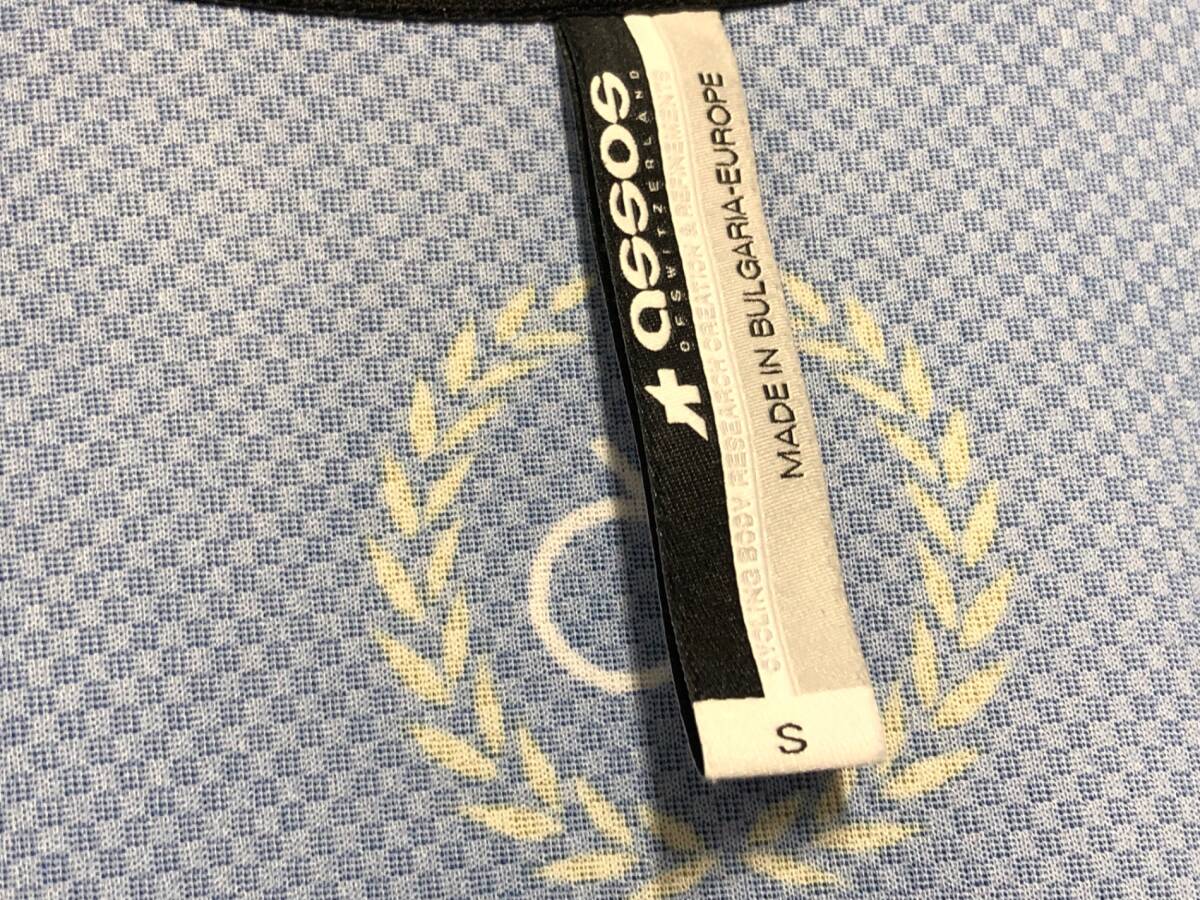 assos
OF SWITZERLAND
CYCLING BODY RESEARCH CREATION & REFINEMENTS
MADE IN BULGARIA-EUROPE
S